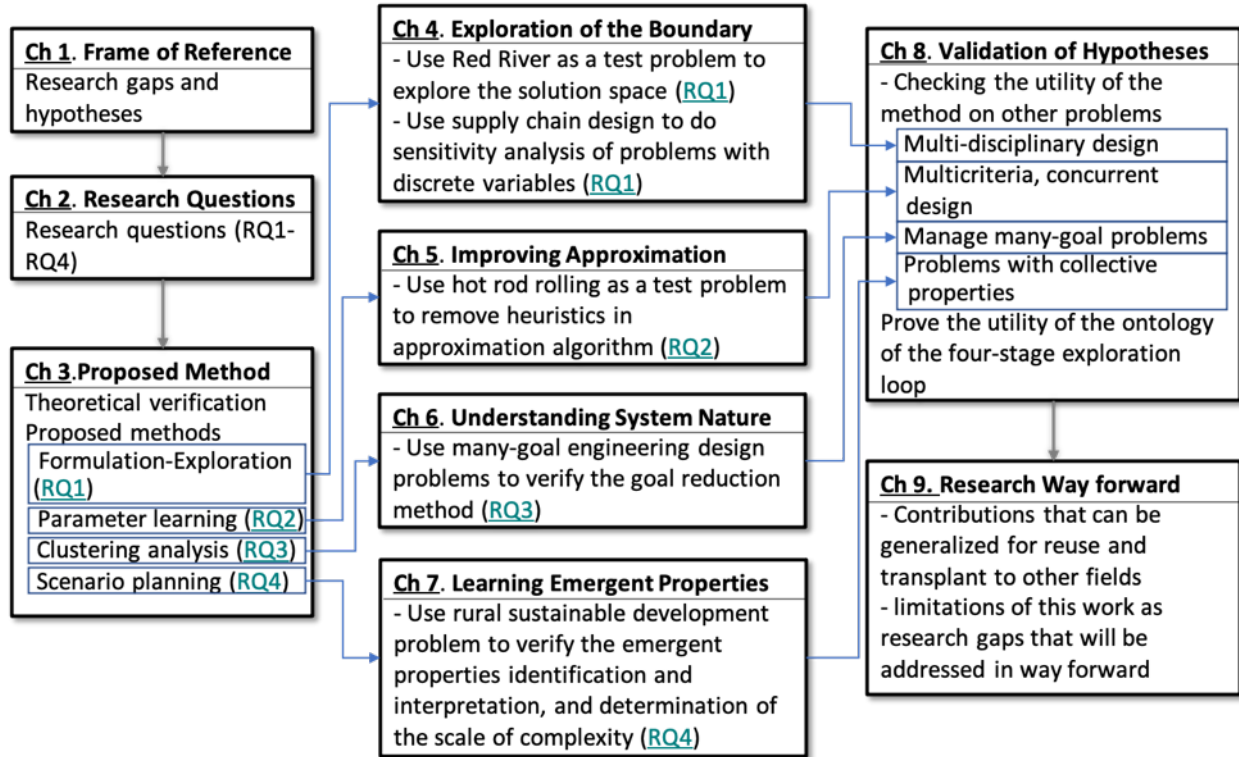 Ch 1. Frame of Reference
Research gaps and
hypotheses
Ch 2. Research Questions
Research questions (RQ1-
RQ4)
Ch 3.Proposed Method
Theoretical verification
Proposed methods
Formulation-Exploration
(RQ1)
Parameter learning (RQ2)
Clustering analysis (RQ3)
Scenario planning (RQ4)
Ch 4. Exploration of the Boundary
- Use Red River as a test problem to
explore the solution space (RQ1)
- Use supply chain design to do
sensitivity analysis of problems with
discrete variables (RQ1)
Ch 5. Improving Approximation
- Use hot rod rolling as a test problem
to remove heuristics in
approximation algorithm (RQ2)
Ch 6. Understanding System Nature
- Use many-goal engineering design
problems to verify the goal reduction
method (RQ3)
Ch 7. Learning Emergent Properties
- Use rural sustainable development
problem to verify the emergent
properties identification and
interpretation, and determination of
the scale of complexity (RQ4)
Ch 8. Validation of Hypotheses
- Checking the utility of the
method on other problems
Multi-disciplinary design
Multicriteria, concurrent
design
Manage many-goal problems
Problems with collective
properties
Prove the utility of the ontology
of the four-stage exploration
loop
Ch 9. Research Way forward
- Contributions that can be
generalized for reuse and
transplant to other fields
- limitations of this work as
research gaps that will be
addressed in way forward